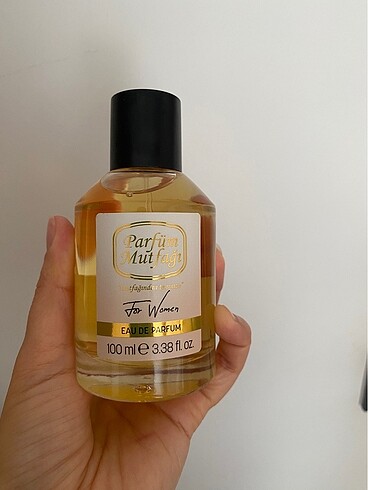 Parfüm
Mutfağı
For Women
EAU DE PARFUM
100 ml e 3.38 fl. oz.